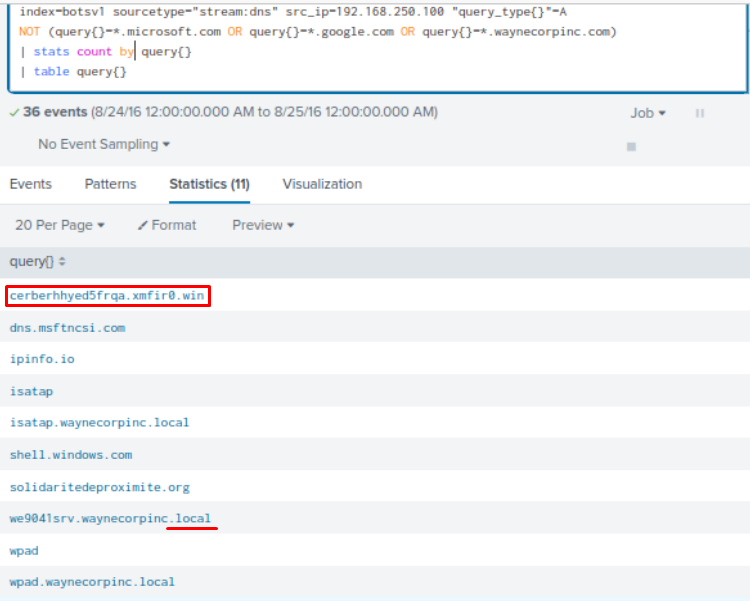 index=botsv1 sourcetype="stream:dns" src_ip=192.168.250.100 "query_type{}"=A
NOT (query{}=*.microsoft.com OR query{}=*.google.com OR query{}=*.waynecorpinc.com)
| stats count by query{}
| table query{}
36 events (8/24/16 12:00:00.000 AM to 8/25/16 12:00:00.000 AM)
Job
No Event Sampling
Events Patterns Statistics (11) Visualization
20 Per Page Format Preview
query{}
cerberhhyed5frqa.xmfir0.win
dns.msftncsi.com
ipinfo.io
isatap
isatap.waynecorpinc.local
shell.windows.com
solidaritedeproximite.org
we9041srv.waynecorpinc.local
wpad
wpad.waynecorpinc.local